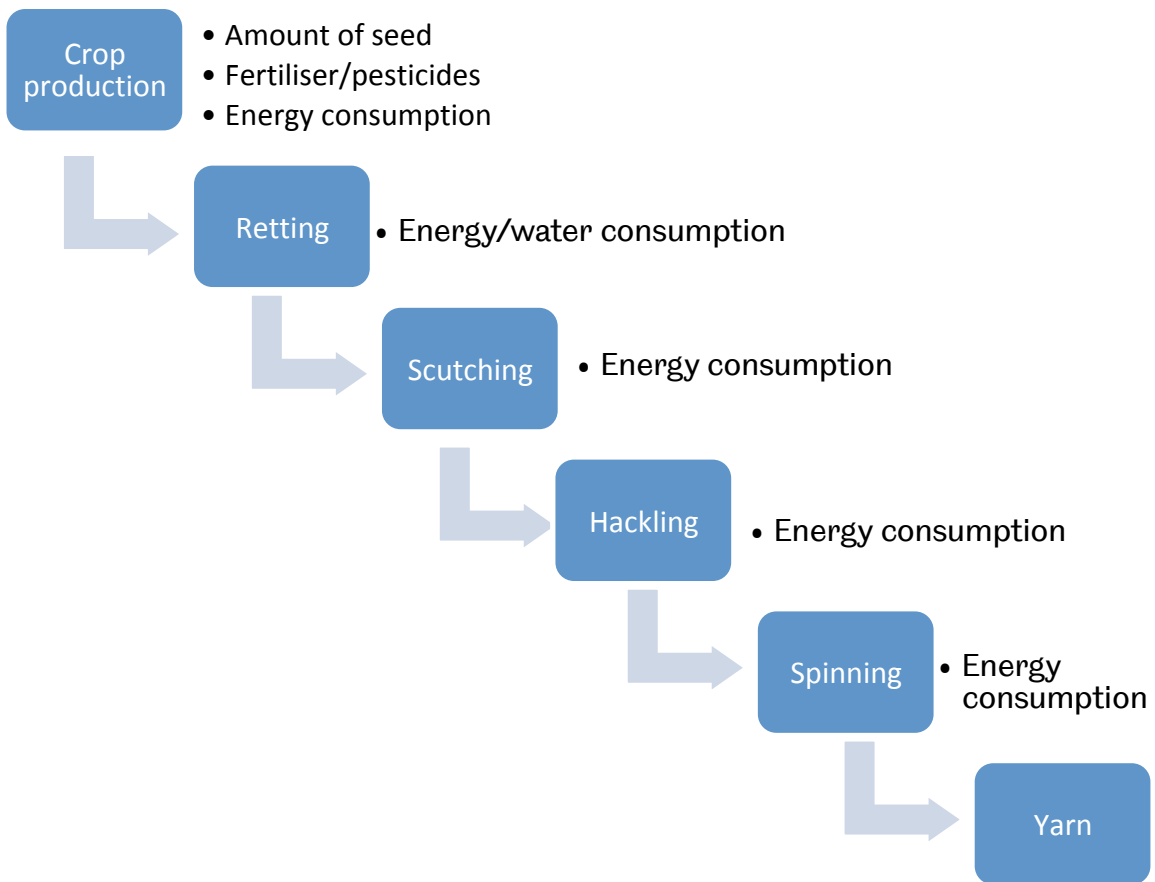 Crop
production
• Amount of seed
• Fertiliser/pesticides
• Energy consumption
Retting
• Energy/water consumption
Scutching
• Energy consumption
Hackling
• Energy consumption
Spinning
• Energy
consumption
Yarn